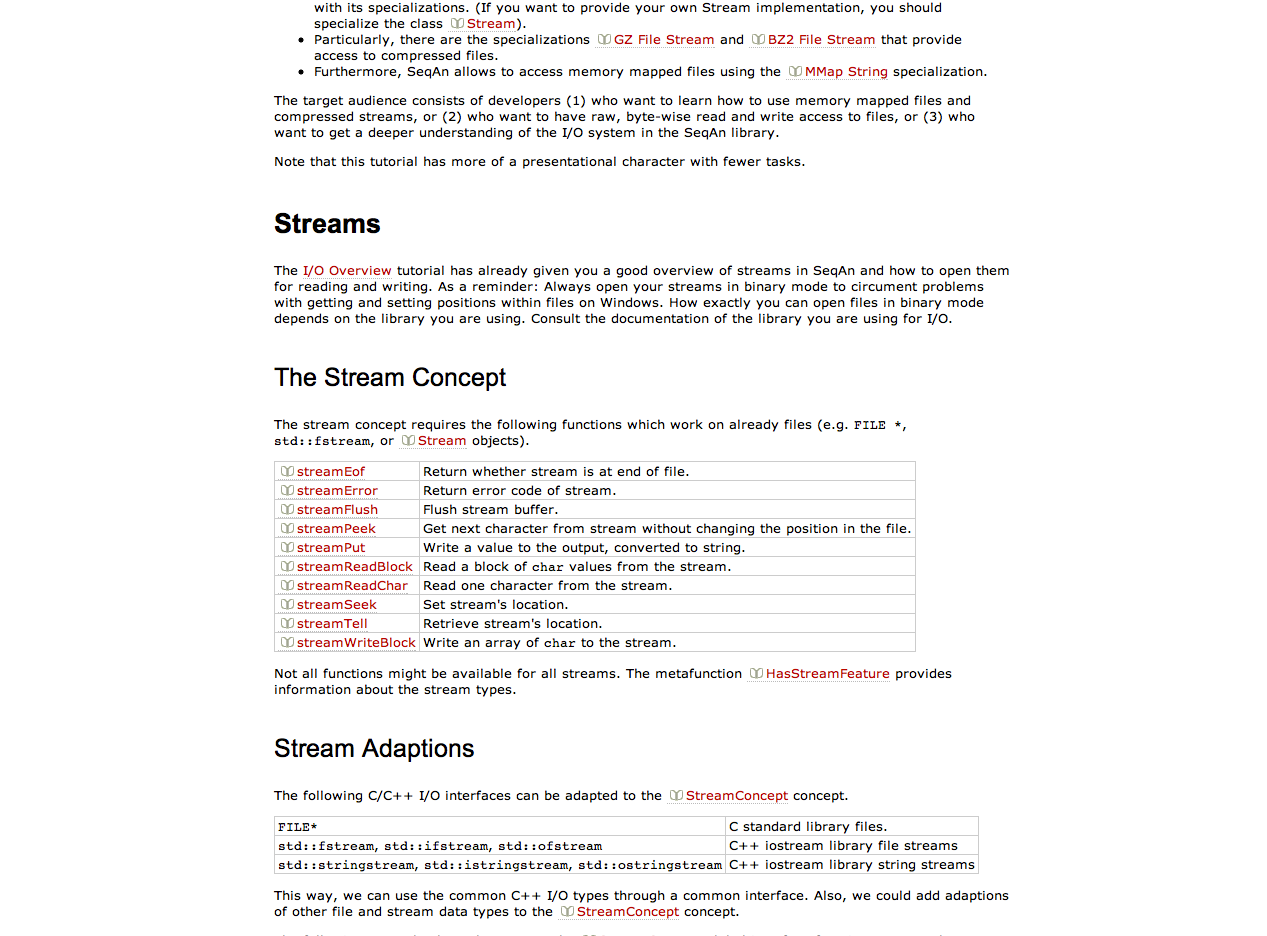 with its specializations. (If you want to provide your own Stream implementation, you should
specialize the class Stream).
Particularly, there are the specializations GZ File Stream and BZ2 File Stream that provide
access to compressed files.
Furthermore, SeqAn allows to access memory mapped files using the MMap String specialization.
The target audience consists of developers (1) who want to learn how to use memory mapped files and
compressed streams, or (2) who want to have raw, byte-wise read and write access to files, or (3) who
want to get a deeper understanding of the I/O system in the SeqAn library.
Note that this tutorial has more of a presentational character with fewer tasks.
Streams
The I/O Overview tutorial has already given you a good overview of streams in SeqAn and how to open them
for reading and writing. As a reminder: Always open your streams in binary mode to circument problems
with getting and setting positions within files on Windows. How exactly you can open files in binary mode
depends on the library you are using. Consult the documentation of the library you are using for I/O.
The Stream Concept
The stream concept requires the following functions which work on already files (e.g. FILE *,
std::fstream, or Stream objects).
streamEof Return whether stream is at end of file.
streamError Return error code of stream.
streamFlush Flush stream buffer.
streamPeek Get next character from stream without changing the position in the file.
streamPut Write a value to the output, converted to string.
streamReadBlock Read a block of char values from the stream.
streamReadChar Read one character from the stream.
streamSeek Set stream's location.
streamTell Retrieve stream's location.
streamWriteBlock Write an array of char to the stream.
Not all functions might be available for all streams. The metafunction HasStreamFeature provides
information about the stream types.
Stream Adaptions
The following C/C++ I/O interfaces can be adapted to the StreamConcept concept.
FILE* C standard library files.
std::fstream, std::ifstream, std::ofstream C++ iostream library file streams
std::stringstream, std::istringstream, std::ostringstream C++ iostream library string streams
This way, we can use the common C++ I/O types through a common interface. Also, we could add adaptions
of other file and stream data types to the StreamConcept concept.